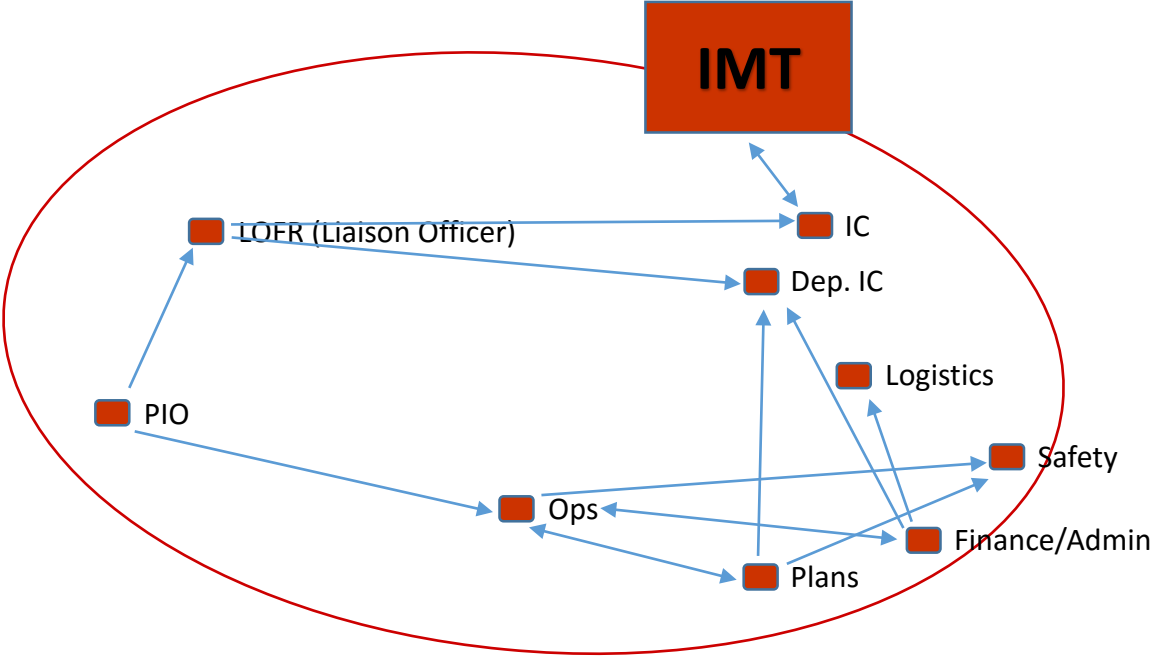 IMT
LOFR (Liaison Officer)
IC
Dep. IC
Logistics
PIO
Safety
Ops
Finance/Admin
Plans